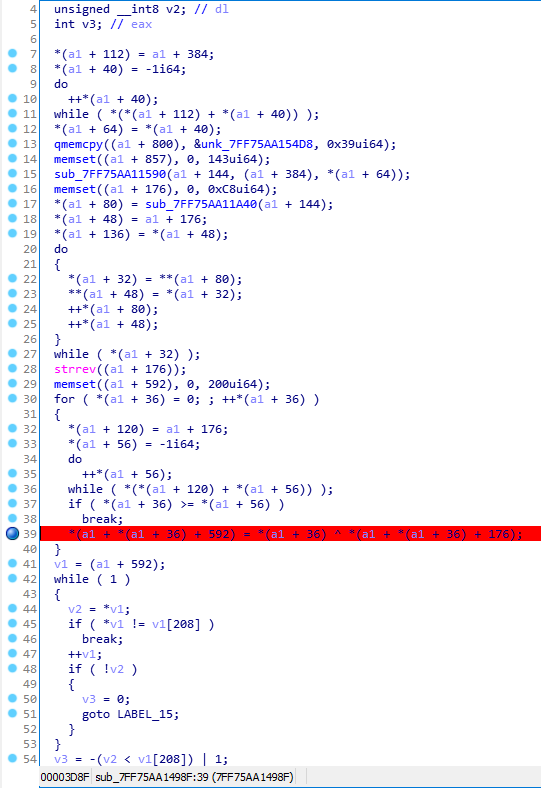 4 unsigned __int8 v2; // dl
5 int v3; // eax
6
7 *(a1 + 112) = a1 + 384;
8 *(a1 + 40) = -1i64;
9 do
10 ++*(a1 + 40);
11 while ( *(*(a1 + 112) + *(a1 + 40)) );
12 *(a1 + 64) = *(a1 + 40);
13 qmemcpy((a1 + 800), &unk_7FF75AA154D8, 0x39ui64);
14 memset((a1 + 857), 0, 143ui64);
15 sub_7FF75AA11590(a1 + 144, (a1 + 384), *(a1 + 64));
16 memset((a1 + 176), 0, 0xC8ui64);
17 *(a1 + 80) = sub_7FF75AA11A40(a1 + 144);
18 *(a1 + 48) = a1 + 176;
19 *(a1 + 136) = *(a1 + 48);
20 do
21 {
22 *(a1 + 32) = **(a1 + 80);
23 **(a1 + 48) = *(a1 + 32);
24 ++*(a1 + 80);
25 ++*(a1 + 48);
26 }
27 while ( *(a1 + 32) );
28 strrev((a1 + 176));
29 memset((a1 + 592), 0, 200ui64);
30 for ( *(a1 + 36) = 0; ; ++*(a1 + 36) )
31 {
32 *(a1 + 120) = a1 + 176;
33 *(a1 + 56) = -1i64;
34 do
35 ++*(a1 + 56);
36 while ( *(*(a1 + 120) + *(a1 + 56)) );
37 if ( *(a1 + 36) >= *(a1 + 56) )
38 break;
39 *(a1 + *(a1 + 36) + 592) = *(a1 + 36) ^ *(a1 + *(a1 + 36) + 176);
40 }
41 v1 = (a1 + 592);
42 while ( 1 )
43 {
44 v2 = *v1;
45 if ( *v1 != v1[208] )
46 break;
47 ++v1;
48 if ( !v2 )
49 {
50 v3 = 0;
51 goto LABEL_15;
52 }
53 }
54 v3 = -(v2 < v1[208]) | 1;
00003D8F sub_7FF75AA1498F:39 (7FF75AA1498F)